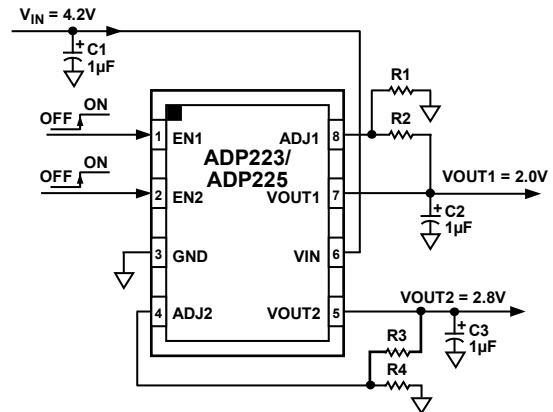 VIN = 4.2V
C1
1µF
+
OFF
ON
OFF
ON
ADP223/
ADP225
1
EN1
2
EN2
3
GND
4
ADJ2
ADJ1
8
VOUT1
7
VIN
6
VOUT2
5
R1
R2
VOUT1 = 2.0V
+
C2
1µF
VOUT2 = 2.8V
R3
R4
+
C3
1µF